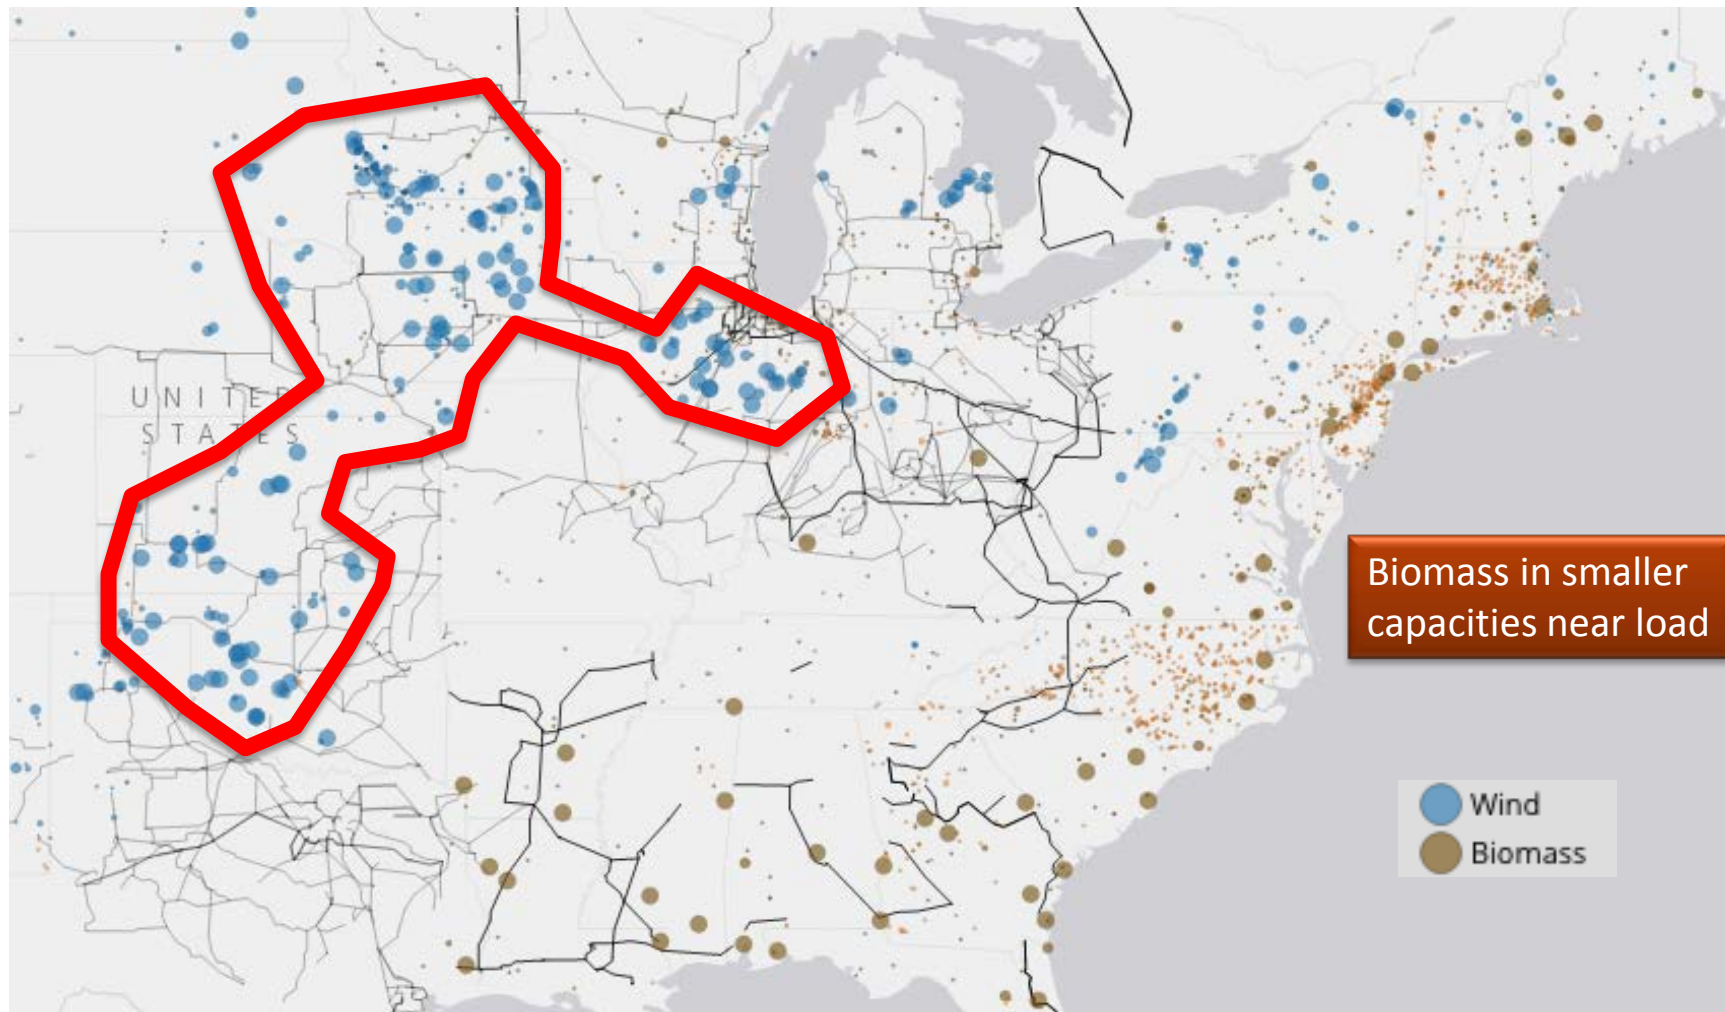 UNITED
STATES
Biomass in smaller
capacities near load
Wind
Biomass